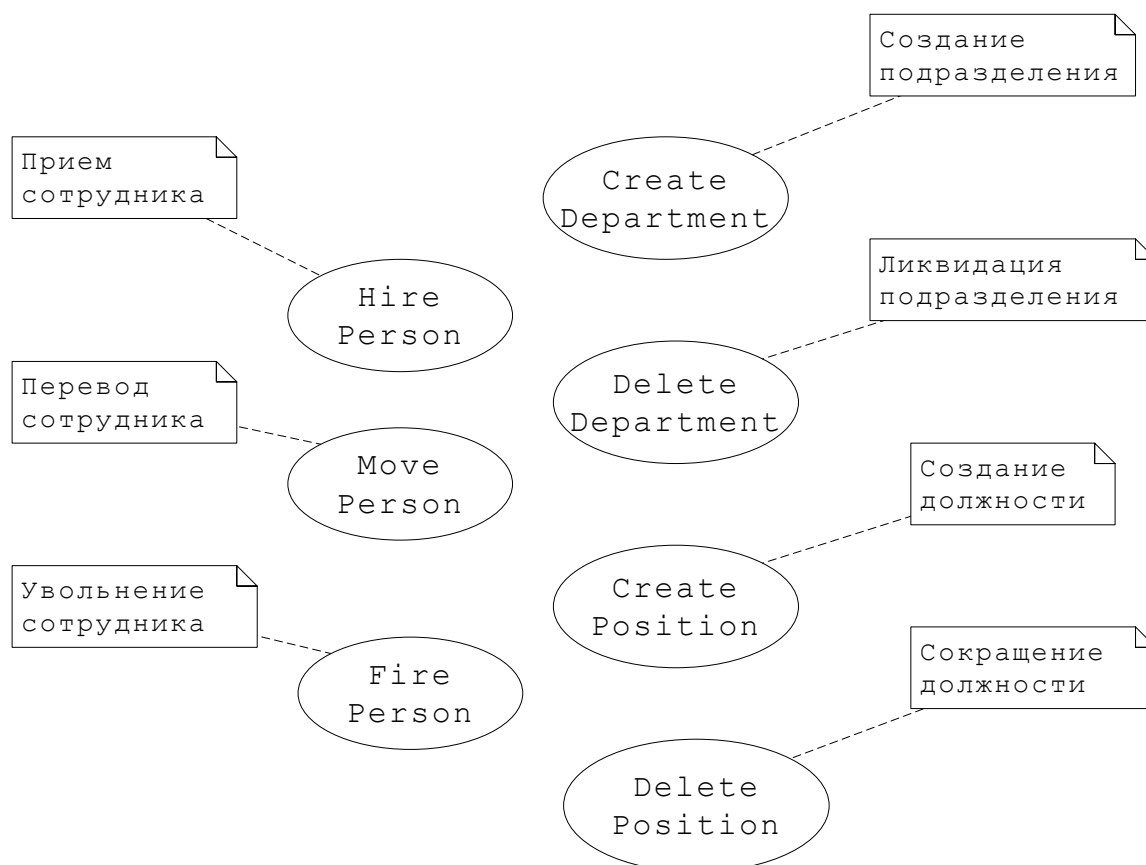 Прием
сотрудника
Hire
Person
Перевод
сотрудника
Move
Person
Увольнение
сотрудника
Fire
Person
Создание
подразделения
Create
Department
Ликвидация
подразделения
Delete
Department
Создание
должности
Create
Position
Сокращение
должности
Delete
Position